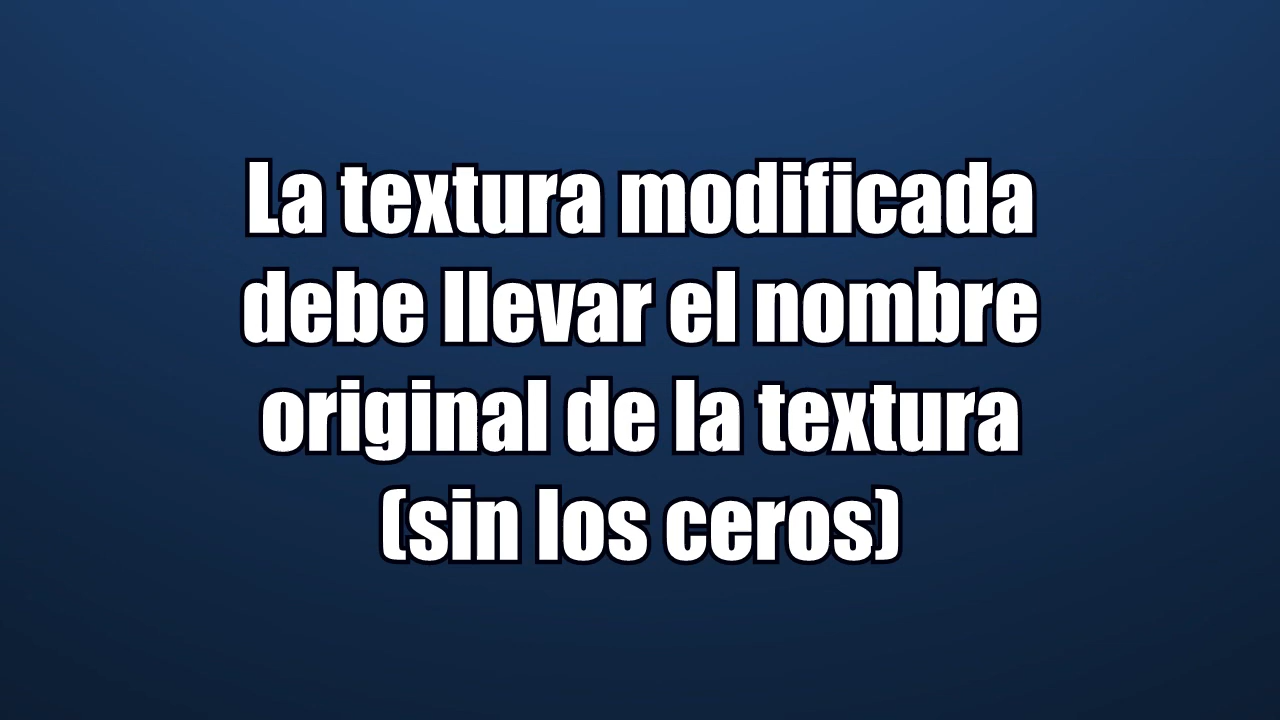 La textura modificada
debe llevar el nombre
original de la textura
(sin los ceros)